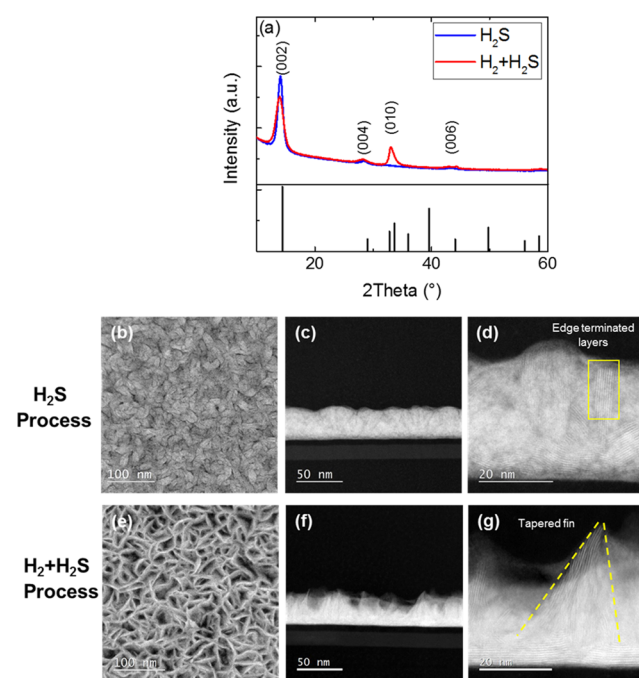 (a)
H₂S
H₂+H₂S
(002)
(004)
(010)
(006)
Intensity (a.u.)
20
40
60
2Theta (°)
(b)
(c)
(d)
Edge terminated
layers
H₂S
Process
100 nm
50 nm
20 nm
(e)
(f)
(g)
Tapered fin
H₂+H₂S
Process
100 nm
50 nm
20 nm